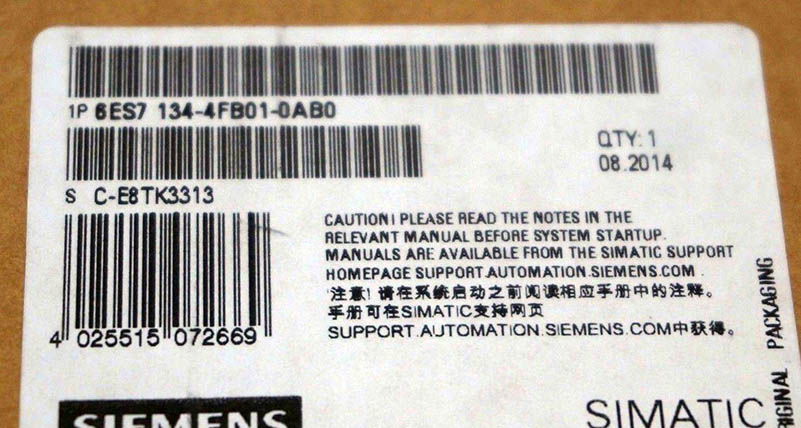 1P 6ES7 134-4FB01-0AB0
QTY: 1
08.2014
S C-E8TK3313
CAUTION! PLEASE READ THE NOTES IN THE
RELEVANT MANUAL BEFORE SYSTEM STARTUP.
MANUALS ARE AVAILABLE FROM THE SIMATIC SUPPORT
HOMEPAGE SUPPORT.AUTOMATION.SIEMENS.COM .
注意! 请在系统启动之前阅读相应手册中的注释。
手册可在SIMATIC支持网页
SUPPORT.AUTOMATION.SIEMENS.COM中获得。
4 025515 072669
SIEMENS
SIMATIC
PACKAGING